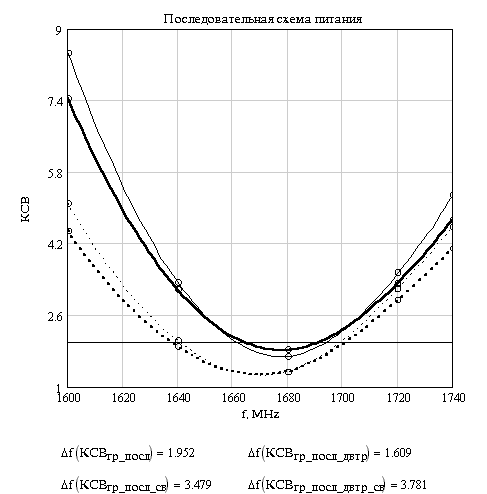 Последовательная схема питания
9
7.4
5.8
КСВ
4.2
2.6
1
1600 1620 1640 1660 1680 1700 1720 1740
f, MHz
Δf(КСВгр_посл) = 1.952 Δf(КСВгр_посл_двтр) = 1.609
Δf(КСВгр_посл_св) = 3.479 Δf(КСВгр_посл_двтр_св) = 3.781